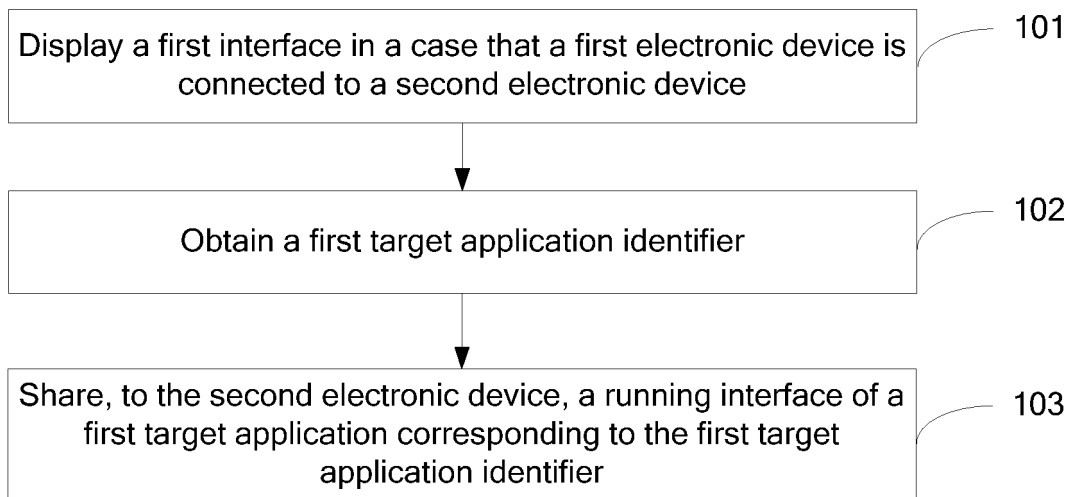 Display a first interface in a case that a first electronic device is
connected to a second electronic device
101
Obtain a first target application identifier
102
Share, to the second electronic device, a running interface of a
first target application corresponding to the first target
application identifier
103